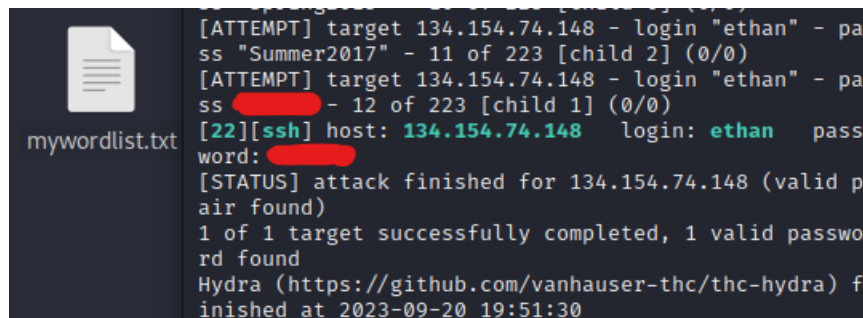 [ATTEMPT] target 134.154.74.148 - login "ethan" - pa
ss "Summer2017" - 11 of 223 [child 2] (0/0)
[ATTEMPT] target 134.154.74.148 - login "ethan" - pa
ss - 12 of 223 [child 1] (0/0)
mywordlist.txt
[22][ssh] host: 134.154.74.148 login: ethan pass
word:
[STATUS] attack finished for 134.154.74.148 (valid p
air found)
1 of 1 target successfully completed, 1 valid passwo
rd found
Hydra (https://github.com/vanhauser-thc/thc-hydra) f
inished at 2023-09-20 19:51:30